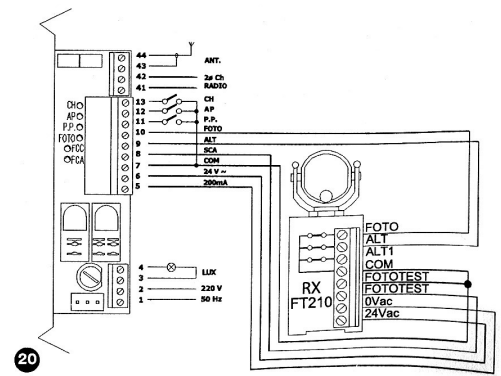 44
43
ANT.
42
2ø Ch
41
RADIO
CH
13
CH
AP
12
AP
P.P.
11
P.P.
FOTO
10
FOTO
FCC
9
ALT
FCA
8
SCA
7
COM
6
24 V ~
5
200mA
4
LUX
3
2
220 V
1
50 Hz
RX
FT210
FOTO
ALT
ALT1
COM
FOTOTEST
FOTOTEST
0Vac
24Vac
20